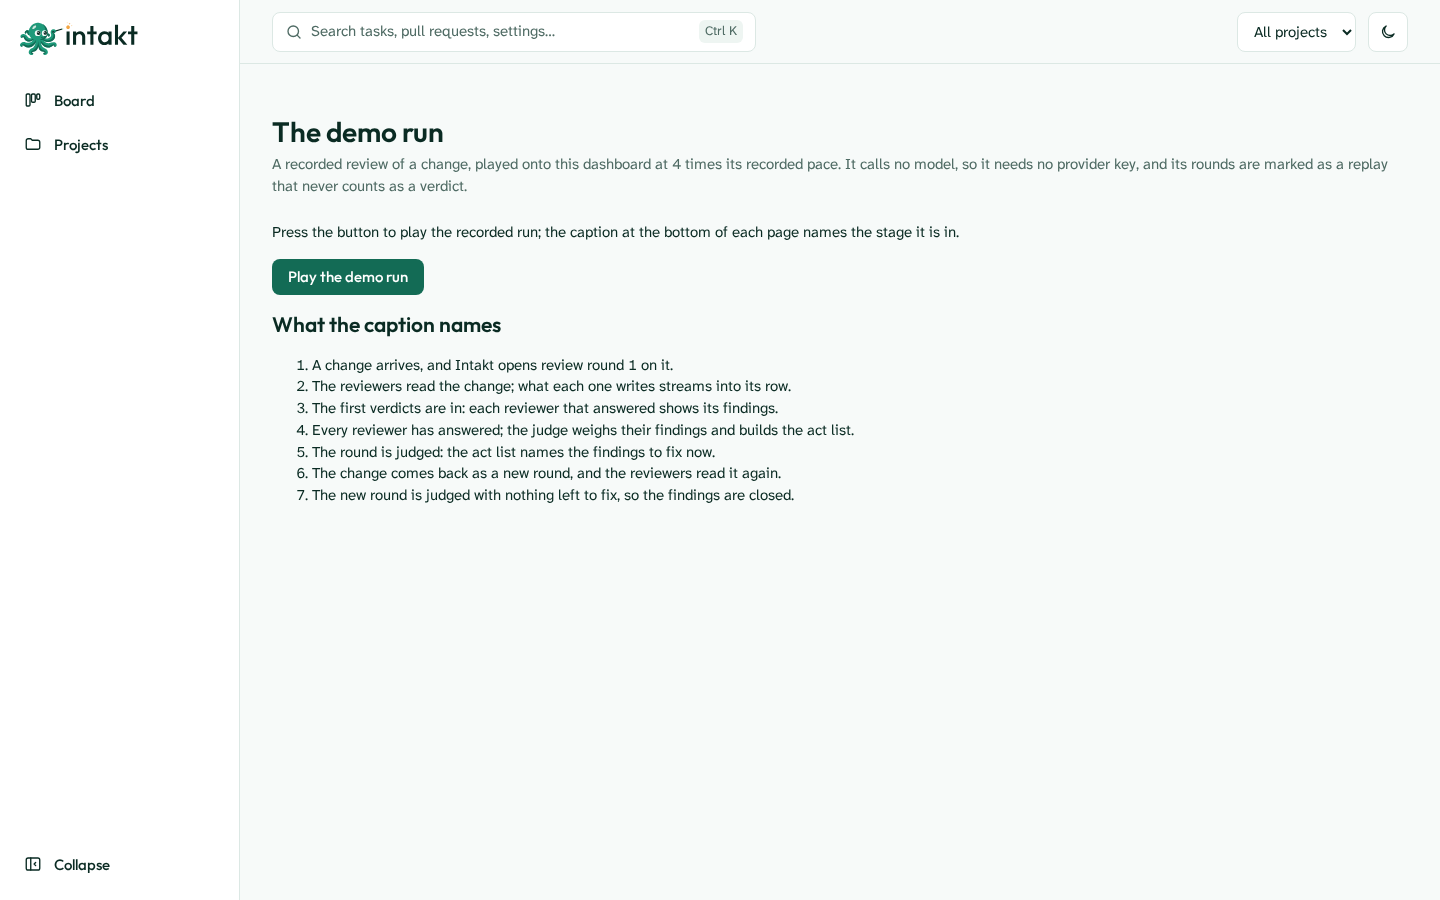 intakt
Search tasks, pull requests, settings...
Ctrl K
All projects
Board
Projects
The demo run
A recorded review of a change, played onto this dashboard at 4 times its recorded pace. It calls no model, so it needs no provider key, and its rounds are marked as a replay
that never counts as a verdict.
Press the button to play the recorded run; the caption at the bottom of each page names the stage it is in.
Play the demo run
What the caption names
1. A change arrives, and Intakt opens review round 1 on it.
2. The reviewers read the change; what each one writes streams into its row.
3. The first verdicts are in: each reviewer that answered shows its findings.
4. Every reviewer has answered; the judge weighs their findings and builds the act list.
5. The round is judged: the act list names the findings to fix now.
6. The change comes back as a new round, and the reviewers read it again.
7. The new round is judged with nothing left to fix, so the findings are closed.
Collapse